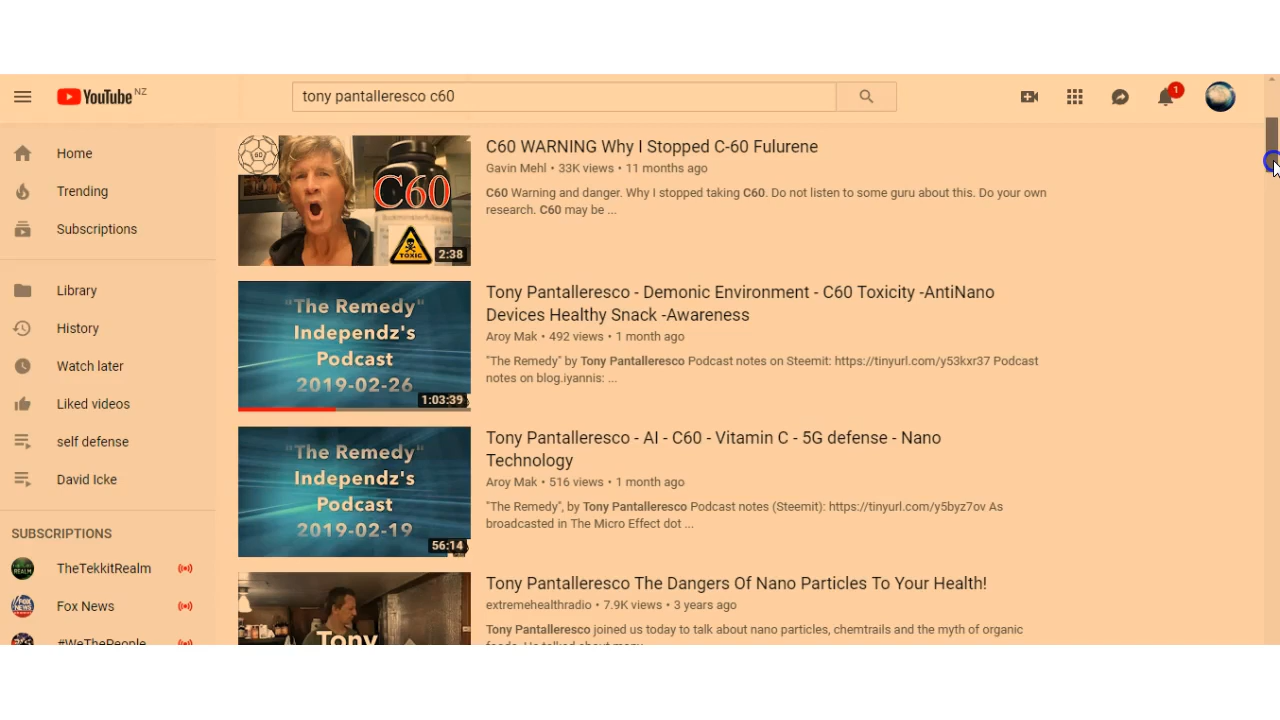 YouTube NZ
tony pantalleresco c60
1
Home
Trending
Subscriptions
Library
History
Watch later
Liked videos
self defense
David Icke
SUBSCRIPTIONS
TheTekkitRealm
Fox News
#WeThePeople
60
C60
TOXIC
2:38
C60 WARNING Why I Stopped C-60 Fulurene
Gavin Mehl • 33K views • 11 months ago
C60 Warning and danger. Why I stopped taking C60. Do not listen to some guru about this. Do your own
research. C60 may be ...
"The Remedy"
Independz's
Podcast
2019-02-26
1:03:39
Tony Pantalleresco - Demonic Environment - C60 Toxicity -AntiNano
Devices Healthy Snack -Awareness
Aroy Mak • 492 views • 1 month ago
"The Remedy" by Tony Pantalleresco Podcast notes on Steemit: https://tinyurl.com/y53kxr37 Podcast
notes on blog.iyannis: ...
"The Remedy"
Independz's
Podcast
2019-02-19
56:14
Tony Pantalleresco - AI - C60 - Vitamin C - 5G defense - Nano
Technology
Aroy Mak • 516 views • 1 month ago
"The Remedy", by Tony Pantalleresco Podcast notes (Steemit): https://tinyurl.com/y5byz7ov As
broadcasted in The Micro Effect dot ...
Tony
Tony Pantalleresco The Dangers Of Nano Particles To Your Health!
extremehealthradio • 7.9K views • 3 years ago
Tony Pantalleresco joined us today to talk about nano particles, chemtrails and the myth of organic